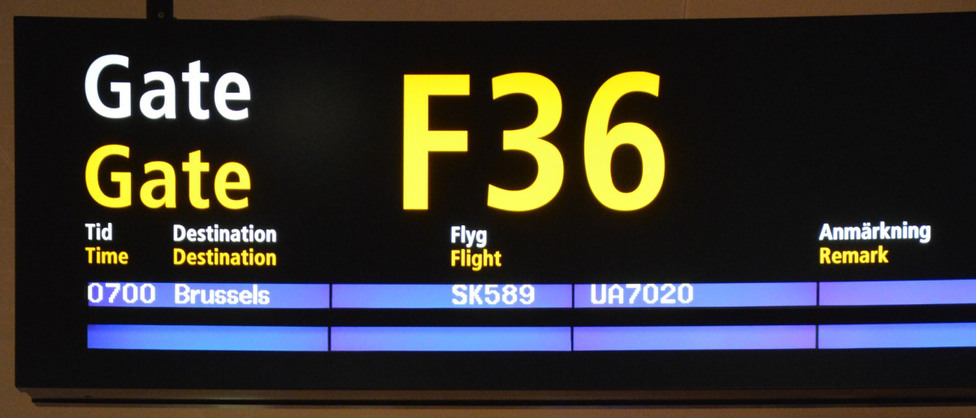 Gate
Gate
F36
Tid Destination Flyg Anmärkning
Time Destination Flight Remark
0700 Brussels SK589 UA7020